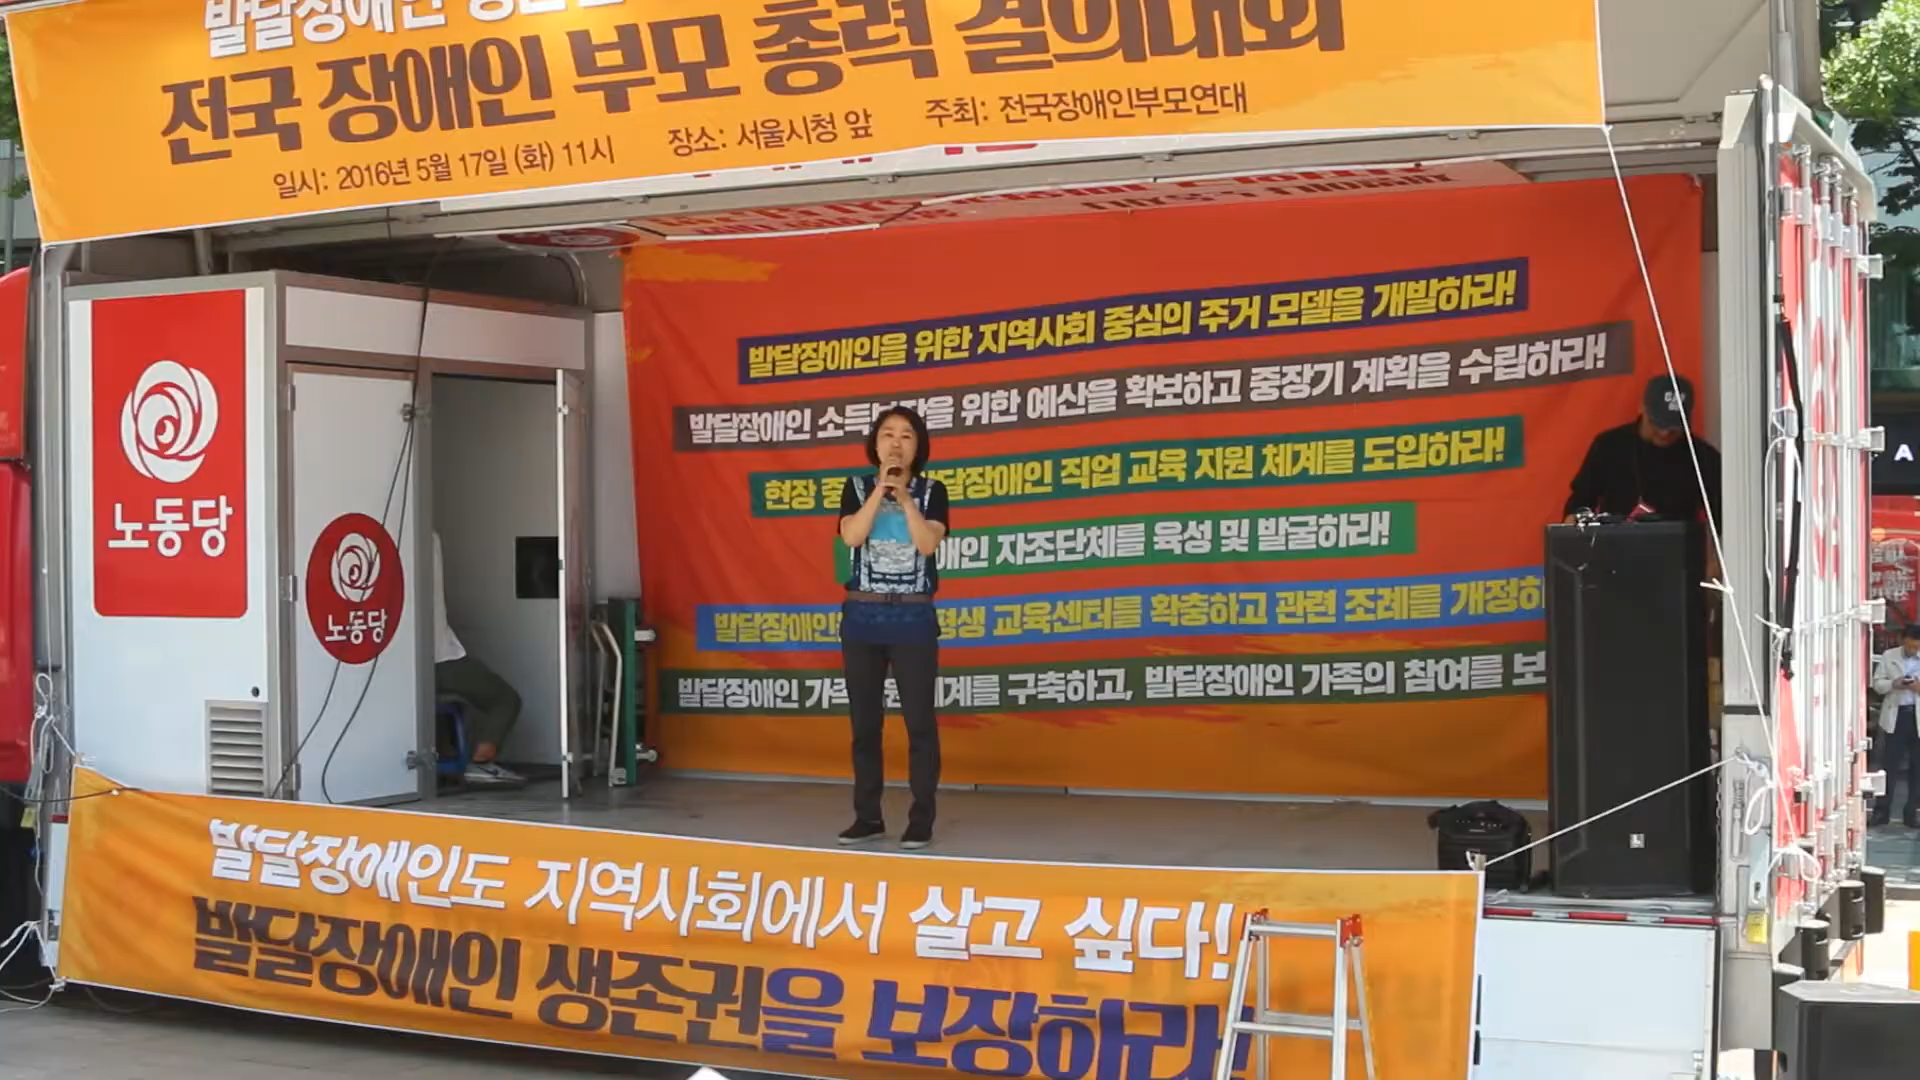 발달장애인
전국 장애인 부모 총력 결의대회
일시: 2016년 5월 17일 (화) 11시 장소: 서울시청 앞 주최: 전국장애인부모연대
노동당
노동당
발달장애인을 위한 지역사회 중심의 주거 모델을 개발하라!
발달장애인 소득보장을 위한 예산을 확보하고 중장기 계획을 수립하라!
현장 중 발달장애인 직업 교육 지원 체계를 도입하라!
애인 자조단체를 육성 및 발굴하라!
발달장애인 평생 교육센터를 확충하고 관련 조례를 개정하
발달장애인 가족 원 체계를 구축하고, 발달장애인 가족의 참여를 보
발달장애인도 지역사회에서 살고 싶다!
발달장애인 생존권을 보장하라!
A